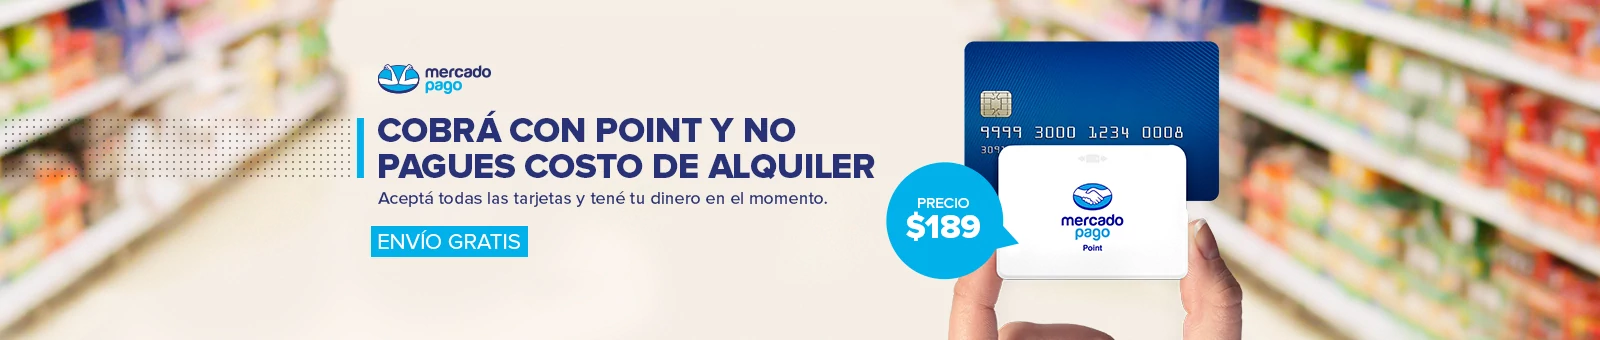 mercado
pago
COBRÁ CON POINT Y NO
PAGUES COSTO DE ALQUILER
Aceptá todas las tarjetas y tené tu dinero en el momento.
ENVÍO GRATIS
PRECIO
$189
9999 3000 1234 0008
309
mercado
pago
Point